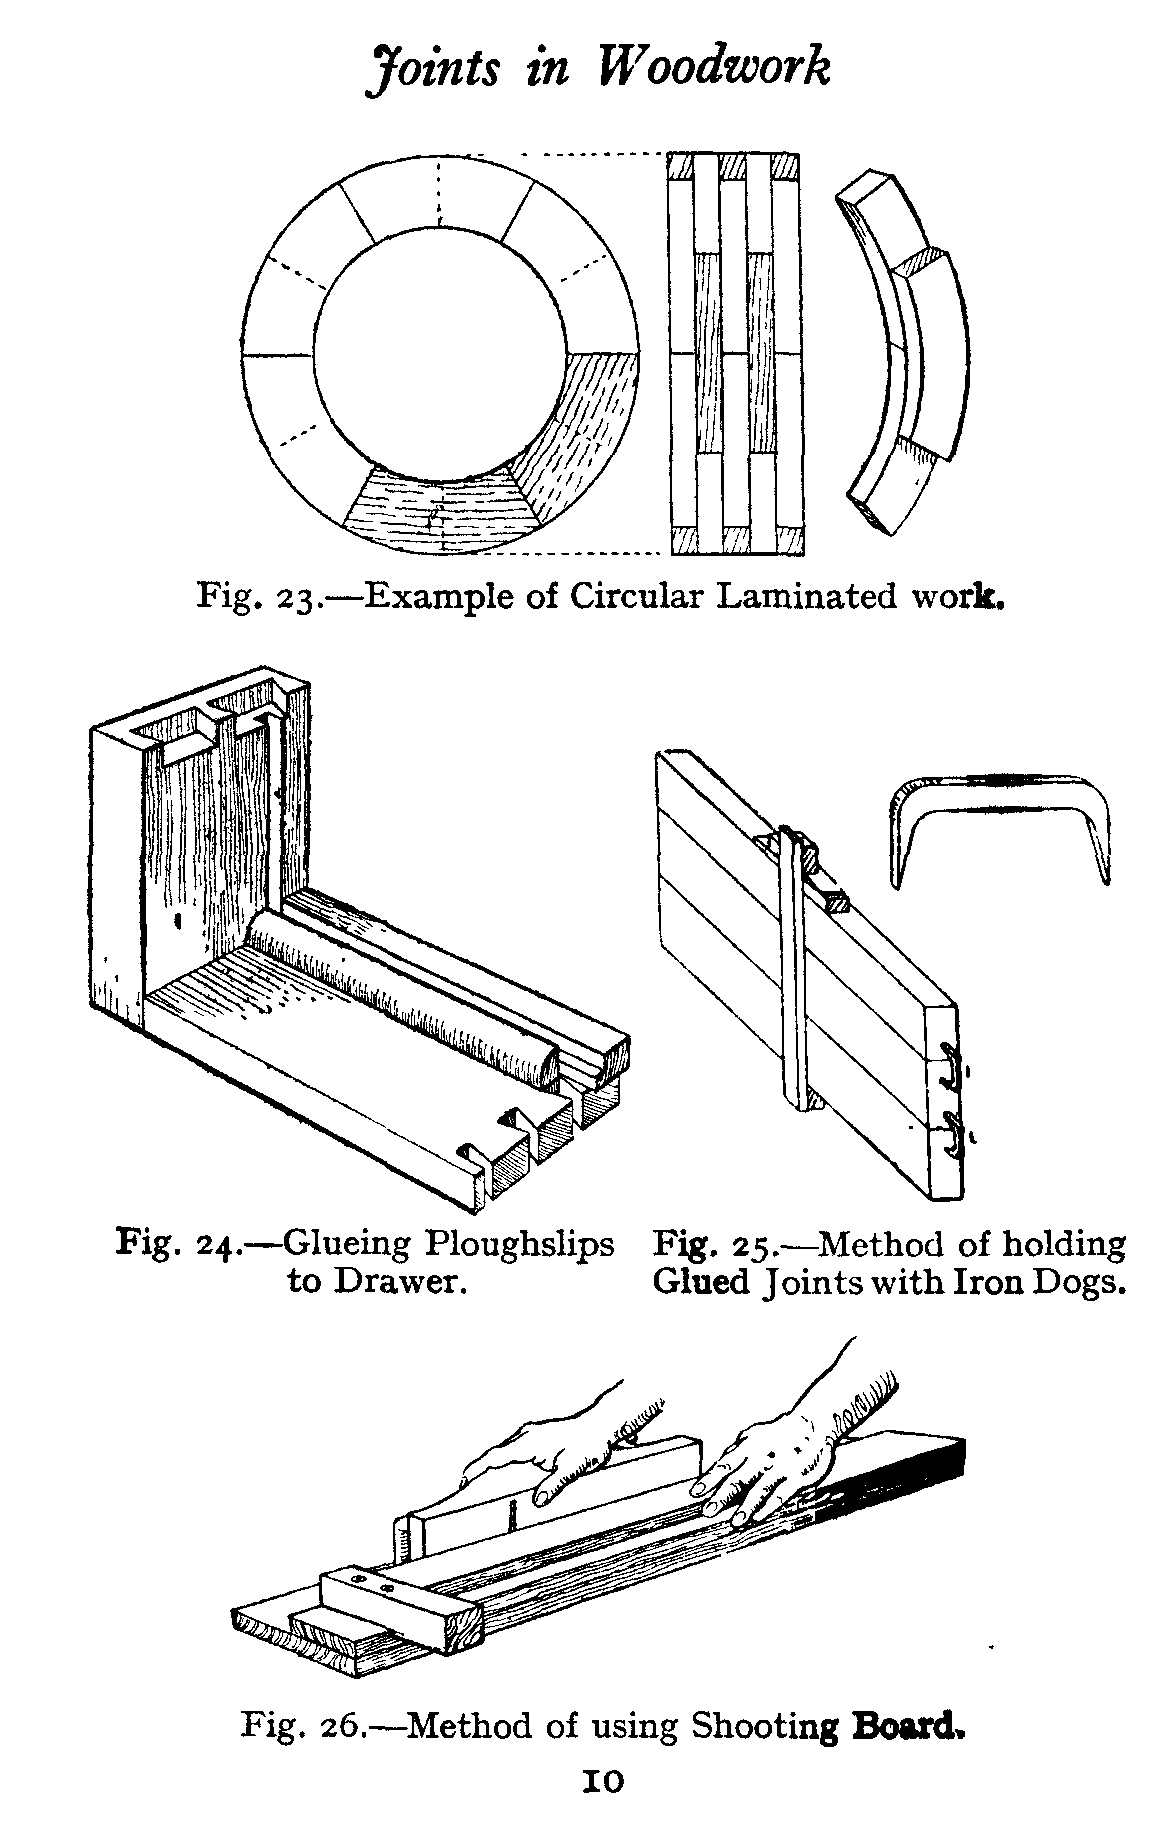 Joints in Woodwork
Fig. 23.—Example of Circular Laminated work.
Fig. 24.—Glueing Ploughslips
to Drawer.
Fig. 25.—Method of holding
Glued Joints with Iron Dogs.
Fig. 26.—Method of using Shooting Board.
10